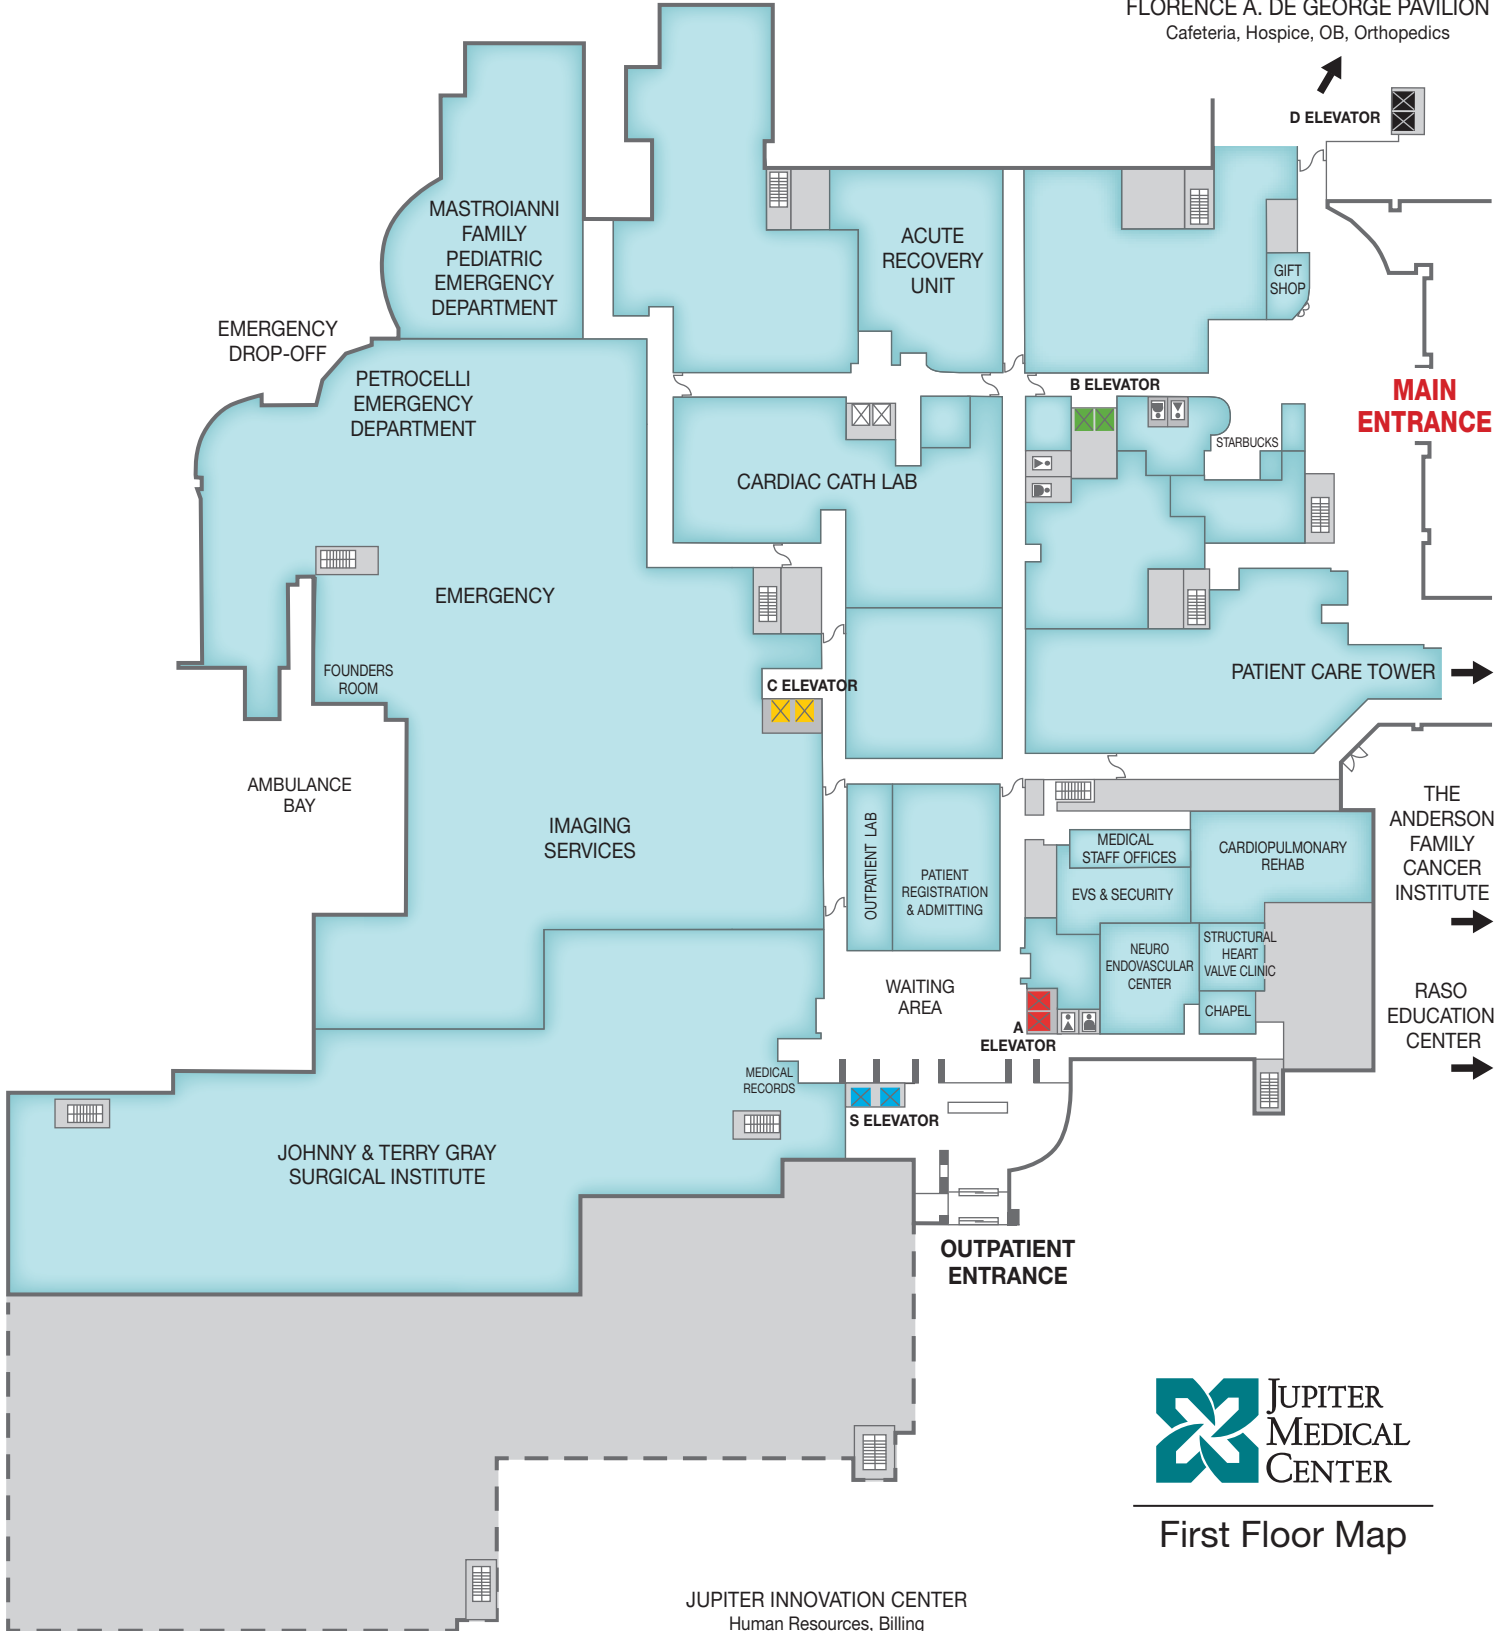 FLORENCE A. DE GEORGE PAVILION
Cafeteria, Hospice, OB, Orthopedics
D ELEVATOR
MASTROIANNI
FAMILY
PEDIATRIC
EMERGENCY
DEPARTMENT
ACUTE
RECOVERY
UNIT
GIFT
SHOP
EMERGENCY
DROP-OFF
PETROCELLI
EMERGENCY
DEPARTMENT
B ELEVATOR
MAIN
ENTRANCE
STARBUCKS
CARDIAC CATH LAB
EMERGENCY
FOUNDERS
ROOM
C ELEVATOR
PATIENT CARE TOWER
AMBULANCE
BAY
IMAGING
SERVICES
OUTPATIENT LAB
PATIENT
REGISTRATION
& ADMITTING
MEDICAL
STAFF OFFICES
EVS & SECURITY
CARDIOPULMONARY
REHAB
THE
ANDERSON
FAMILY
CANCER
INSTITUTE
NEURO
ENDOVASCULAR
CENTER
STRUCTURAL
HEART
VALVE CLINIC
CHAPEL
WAITING
AREA
A
ELEVATOR
RASO
EDUCATION
CENTER
MEDICAL
RECORDS
S ELEVATOR
JOHNNY & TERRY GRAY
SURGICAL INSTITUTE
OUTPATIENT
ENTRANCE
JUPITER
MEDICAL
CENTER
First Floor Map
JUPITER INNOVATION CENTER
Human Resources, Billing